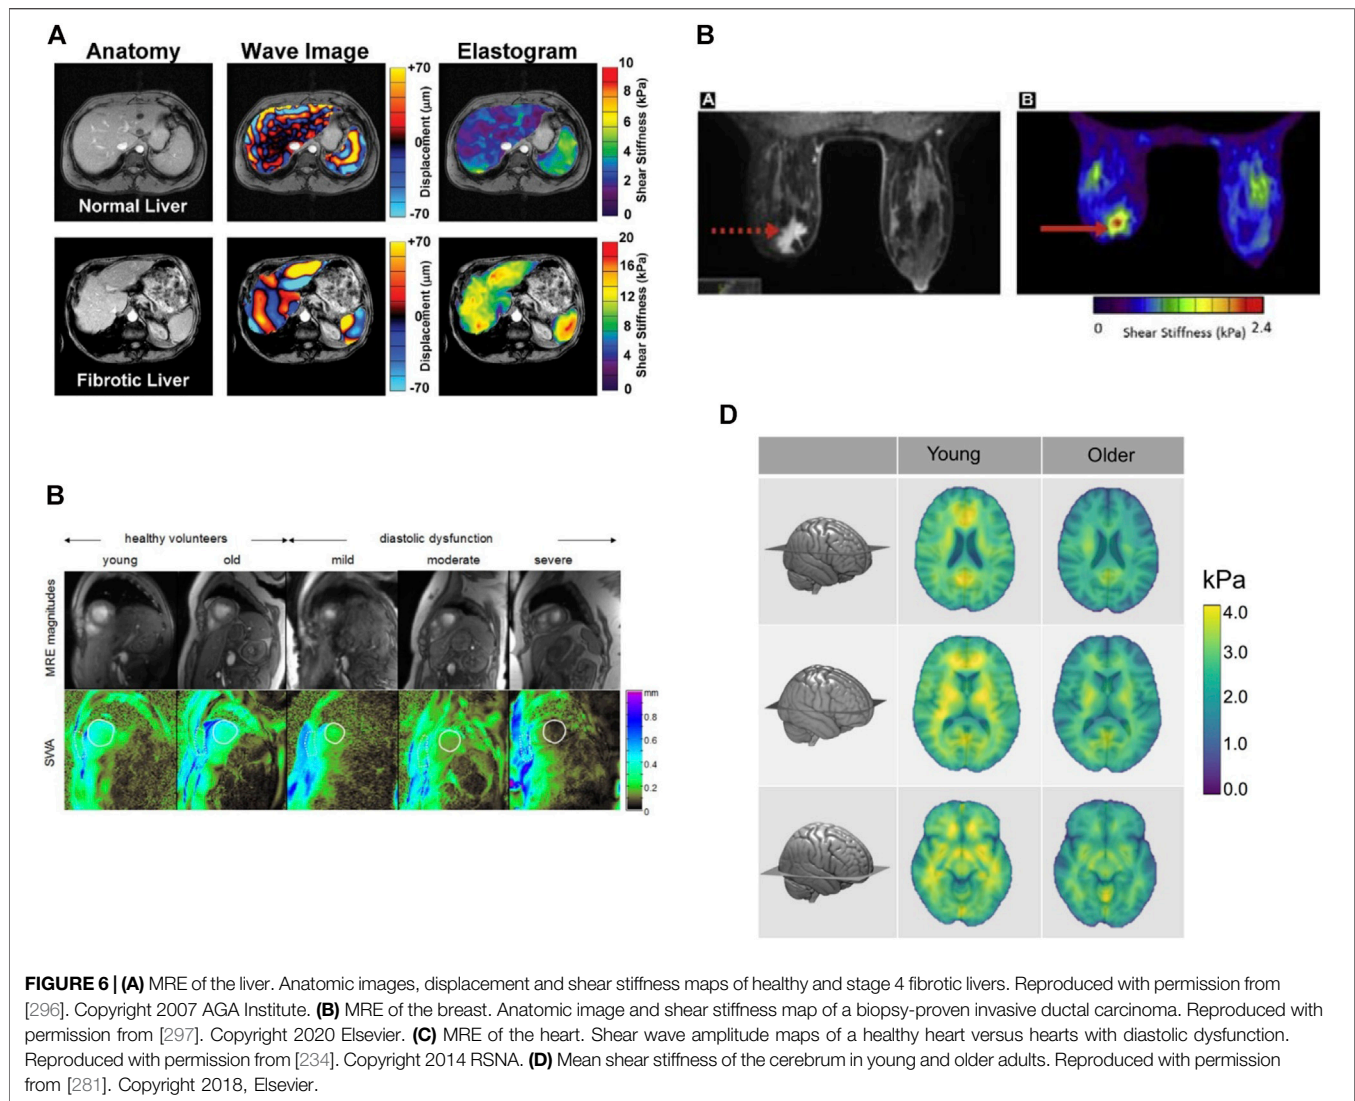 A
Anatomy
Wave Image
Elastogram
Normal Liver
+70
0
-70
Displacement (μm)
10
8
6
4
2
0
Shear Stiffness (kPa)
Fibrotic Liver
+70
0
-70
Displacement (μm)
20
16
12
8
4
0
Shear Stiffness (kPa)
B
A
B
0
Shear Stiffness (kPa)
2.4
B
healthy volunteers
diastolic dysfunction
young
old
mild
moderate
severe
MRE magnitudes
SWA
mm
0.8
0.6
0.4
0.2
0
D
Young
Older
kPa
4.0
3.0
2.0
1.0
0.0
FIGURE 6 | (A) MRE of the liver. Anatomic images, displacement and shear stiffness maps of healthy and stage 4 fibrotic livers. Reproduced with permission from
[296]. Copyright 2007 AGA Institute. (B) MRE of the breast. Anatomic image and shear stiffness map of a biopsy-proven invasive ductal carcinoma. Reproduced with
permission from [297]. Copyright 2020 Elsevier. (C) MRE of the heart. Shear wave amplitude maps of a healthy heart versus hearts with diastolic dysfunction.
Reproduced with permission from [234]. Copyright 2014 RSNA. (D) Mean shear stiffness of the cerebrum in young and older adults. Reproduced with permission
from [281]. Copyright 2018, Elsevier.